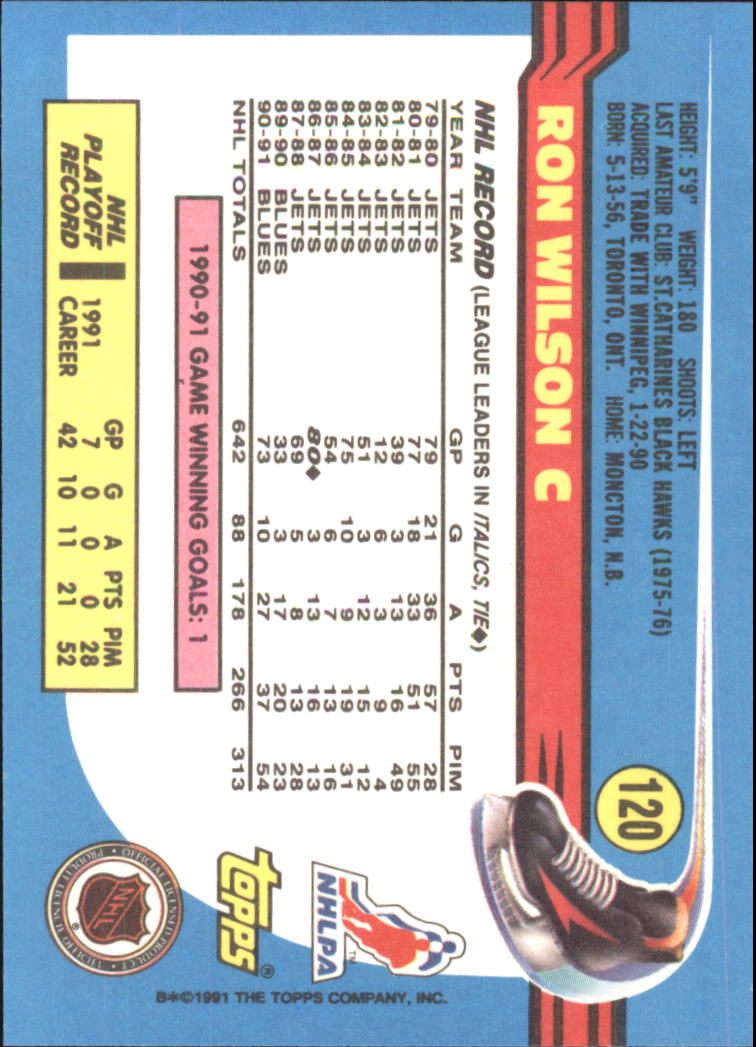 HEIGHT: 5'9" WEIGHT: 180 SHOOTS: LEFT
LAST AMATEUR CLUB: ST.CATHARINES BLACK HAWKS (1975-76)
ACQUIRED: TRADE WITH WINNIPEG, 1-22-90
BORN: 5-13-56, TORONTO, ONT. HOME: MONCTON, N.B.
120
RON WILSON C
NHL RECORD (LEAGUE LEADERS IN ITALICS, TIE◆)
YEAR TEAM GP G A PTS PIM
79-80 JETS 79 21 36 57 28
80-81 JETS 77 18 33 51 55
81-82 JETS 39 3 13 16 49
82-83 JETS 12 6 3 9 4
83-84 JETS 51 3 12 15 12
84-85 JETS 75 10 9 19 31
85-86 JETS 54 6 7 13 16
86-87 JETS 80◆ 3 13 16 13
87-88 JETS 69 5 8 13 28
89-90 BLUES 33 3 17 20 23
90-91 BLUES 73 10 27 37 54
NHL TOTALS 642 88 178 266 313
1990-91 GAME WINNING GOALS: 1
NHL
PLAYOFF
RECORD
GP G A PTS PIM
1991 7 0 0 0 28
CAREER 42 10 11 21 52
NHLPA™
topps®
NHL®
OFFICIAL LICENSED PRODUCT • PRODUIT LICENCIÉ OFFICIEL •
B*©1991 THE TOPPS COMPANY, INC.